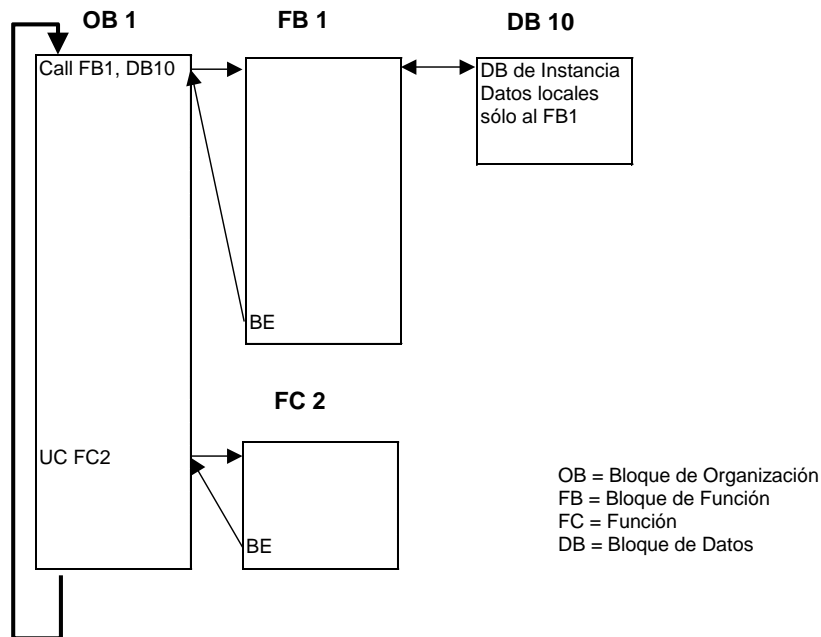 OB 1
FB 1
DB 10
Call FB1, DB10
DB de Instancia
Datos locales
sólo al FB1
BE
FC 2
UC FC2
BE
OB = Bloque de Organización
FB = Bloque de Función
FC = Función
DB = Bloque de Datos